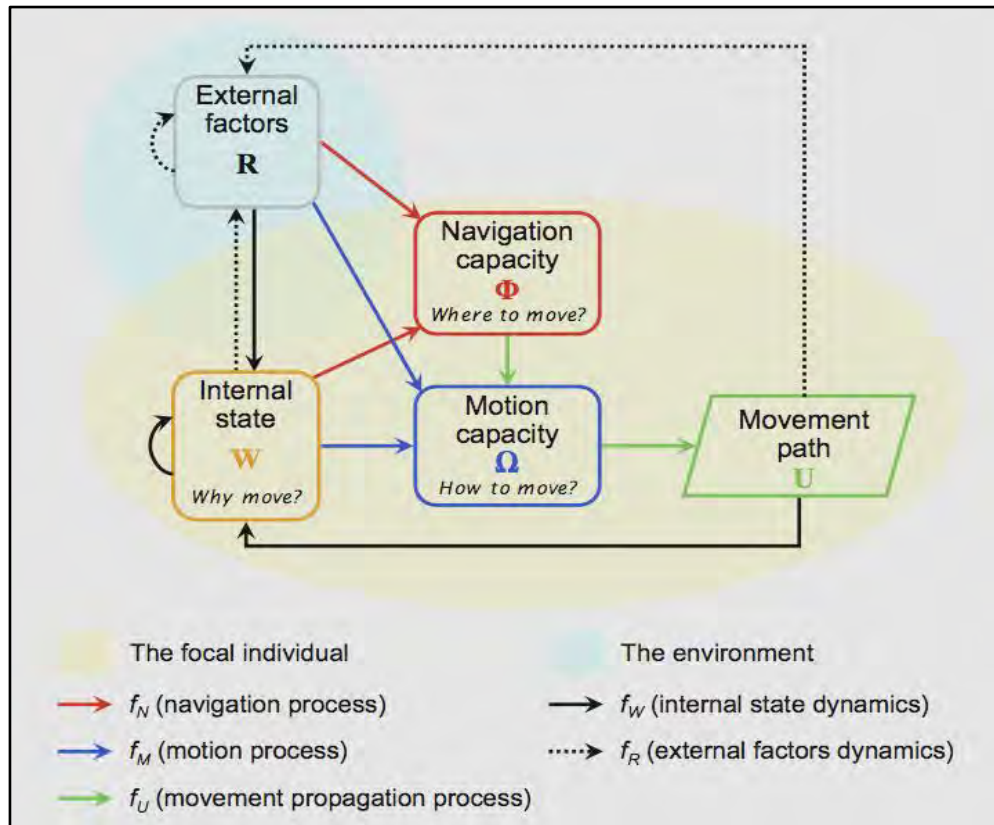 External
factors
R
Navigation
capacity
Φ
Where to move?
Internal
state
W
Why move?
Motion
capacity
Ω
How to move?
Movement
path
U
The focal individual
The environment
f_N (navigation process)
f_W (internal state dynamics)
f_M (motion process)
f_R (external factors dynamics)
f_U (movement propagation process)